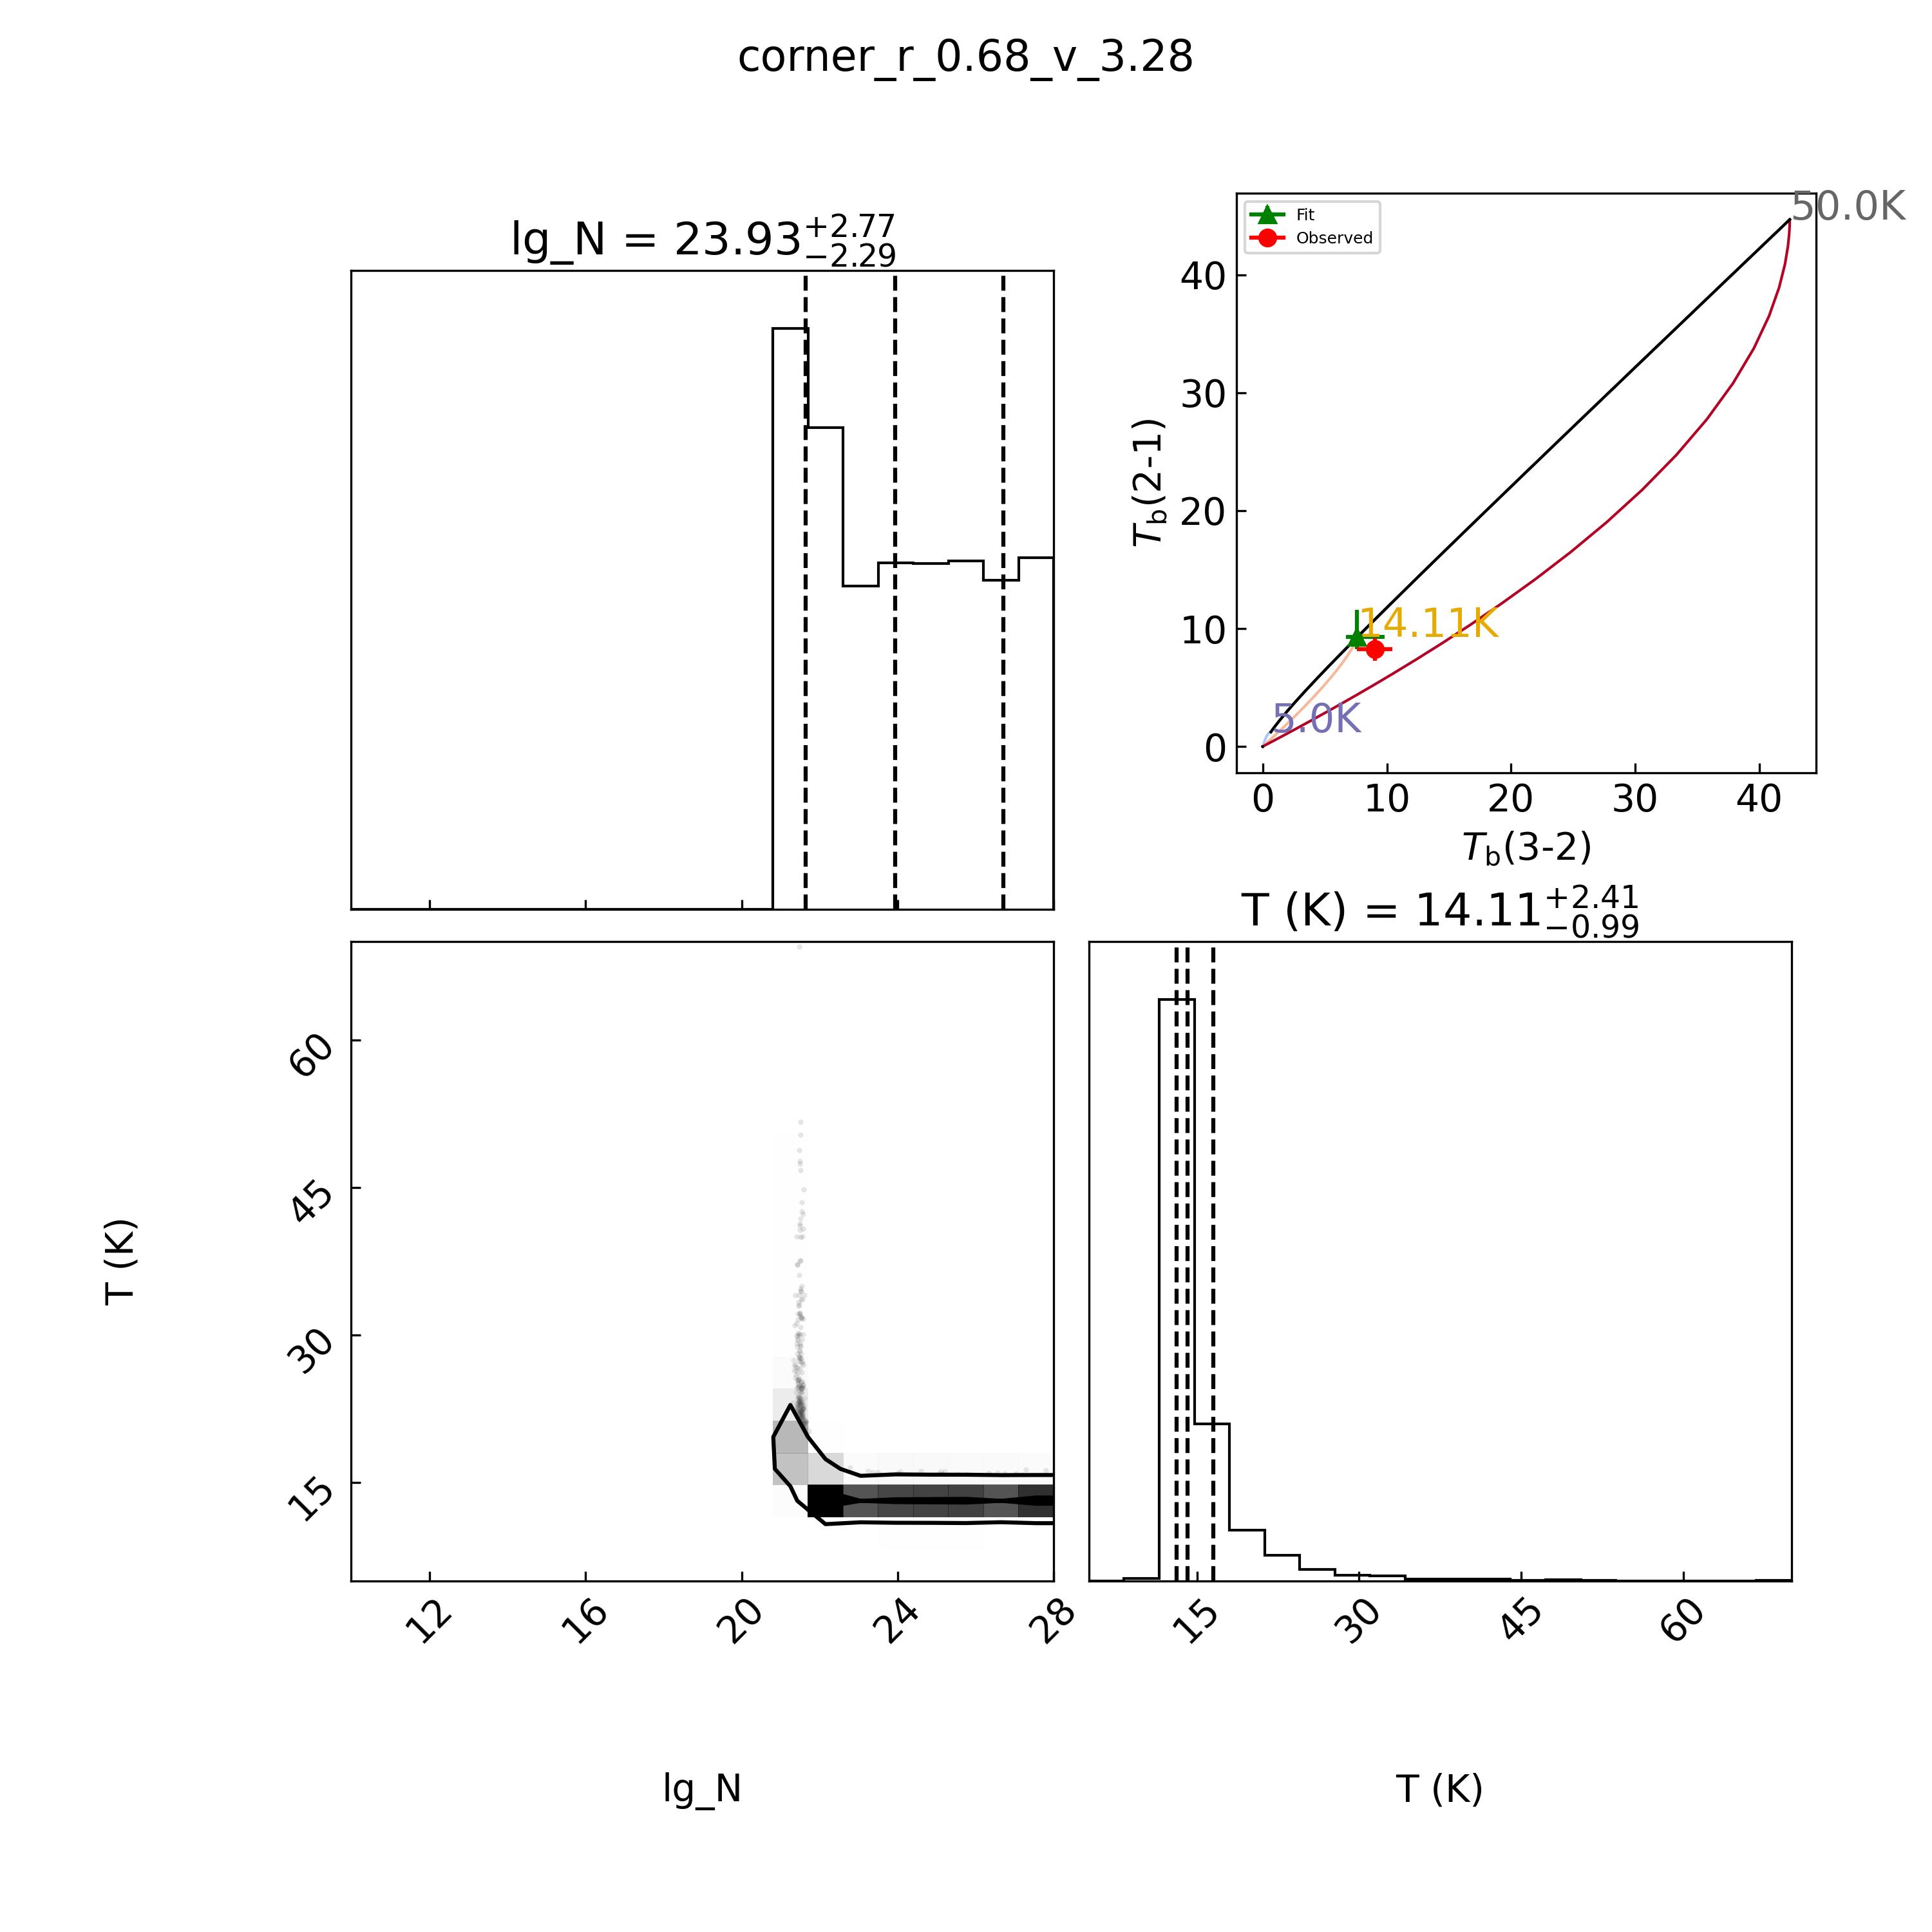 corner_r_0.68_v_3.28
lg_N = 23.93+2.77−2.29
50.0K
Fit
Observed
40
30
20
10
0
14.11K
5.0K
Tb(2-1)
0 10 20 30 40
Tb(3-2)
T (K) = 14.11+2.41−0.99
60
45
30
15
T (K)
12 16 20 24 28
15 30 45 60
lg_N
T (K)